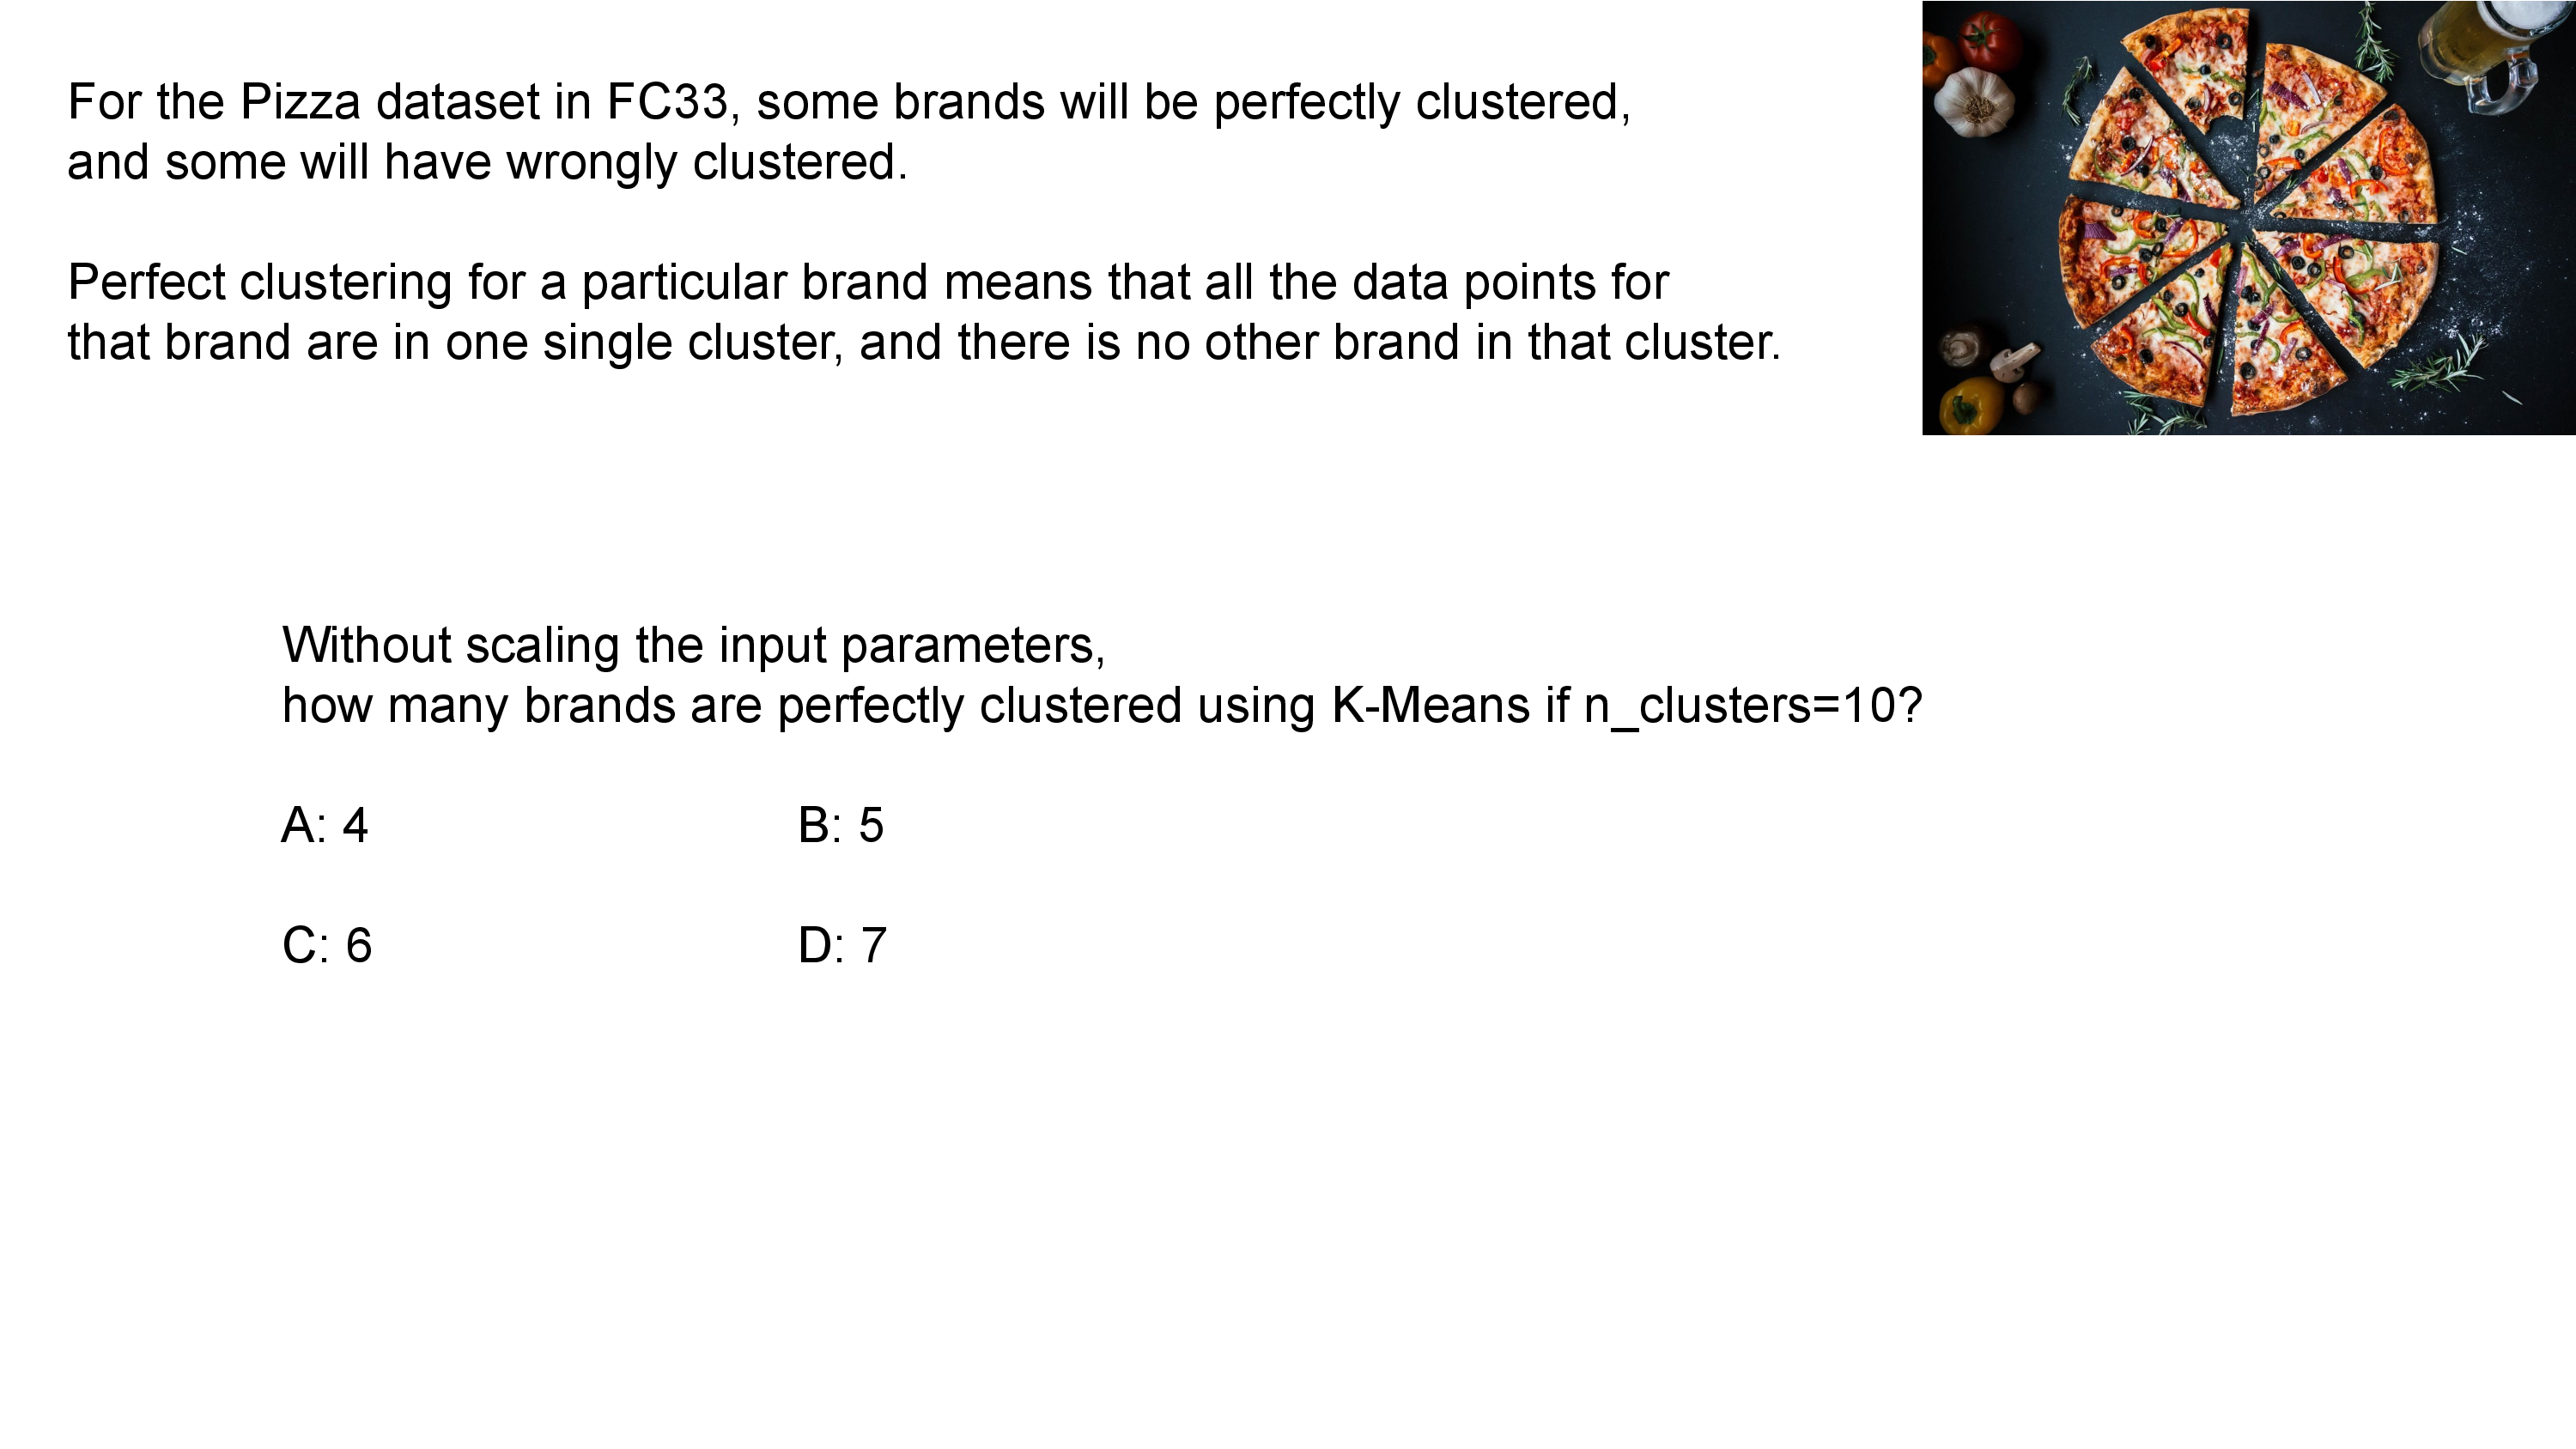 For the Pizza dataset in FC33, some brands will be perfectly clustered,
and some will have wrongly clustered.
Perfect clustering for a particular brand means that all the data points for
that brand are in one single cluster, and there is no other brand in that cluster.
Without scaling the input parameters,
how many brands are perfectly clustered using K-Means if n_clusters=10?
A: 4
B: 5
C: 6
D: 7